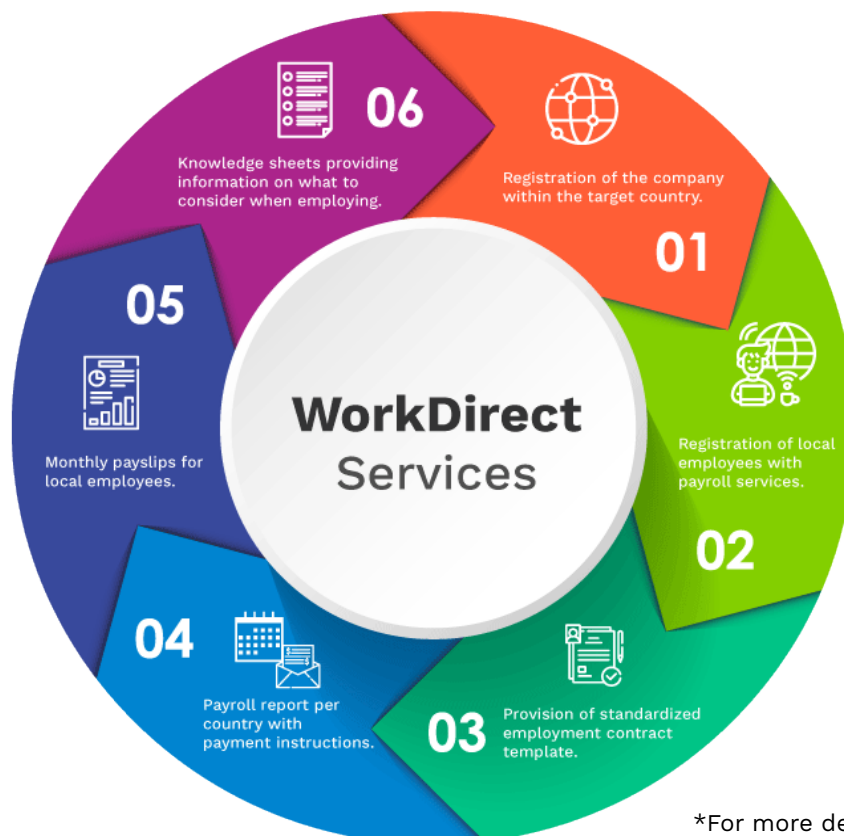 WorkDirect
Services
Registration of the company
within the target country.
01
Registration of local
employees with
payroll services.
02
03
Provision of standardized
employment contract
template.
04
Payroll report per
country with
payment instructions.
05
Monthly payslips for
local employees.
06
Knowledge sheets providing
information on what to
consider when employing.
*For more de